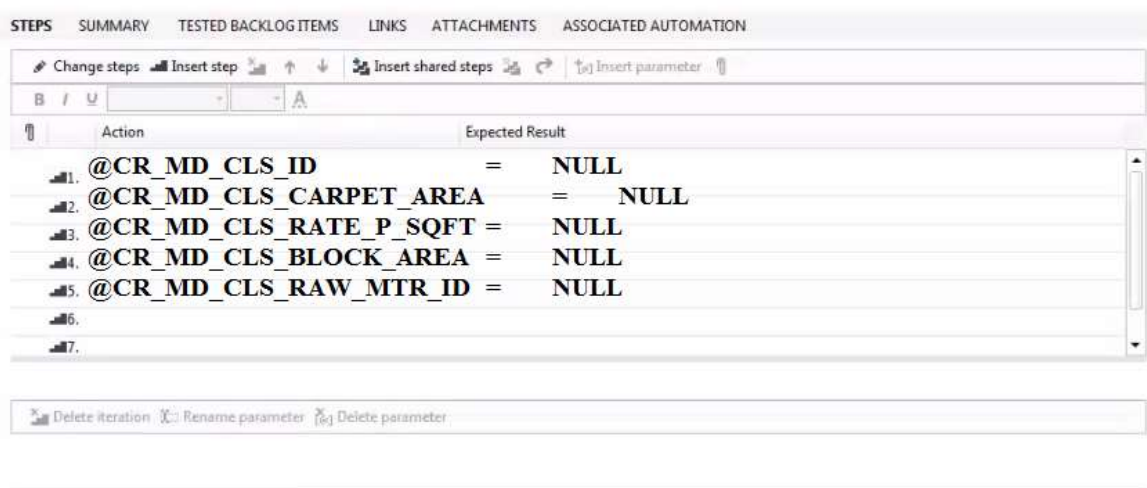 STEPS SUMMARY TESTED BACKLOG ITEMS LINKS ATTACHMENTS ASSOCIATED AUTOMATION
Change steps Insert step Insert shared steps Insert parameter
B I U A
Action Expected Result
1. @CR_MD_CLS_ID = NULL
2. @CR_MD_CLS_CARPET_AREA = NULL
3. @CR_MD_CLS_RATE_P_SQFT = NULL
4. @CR_MD_CLS_BLOCK_AREA = NULL
5. @CR_MD_CLS_RAW_MTR_ID = NULL
6.
7.
Delete iteration Rename parameter Delete parameter